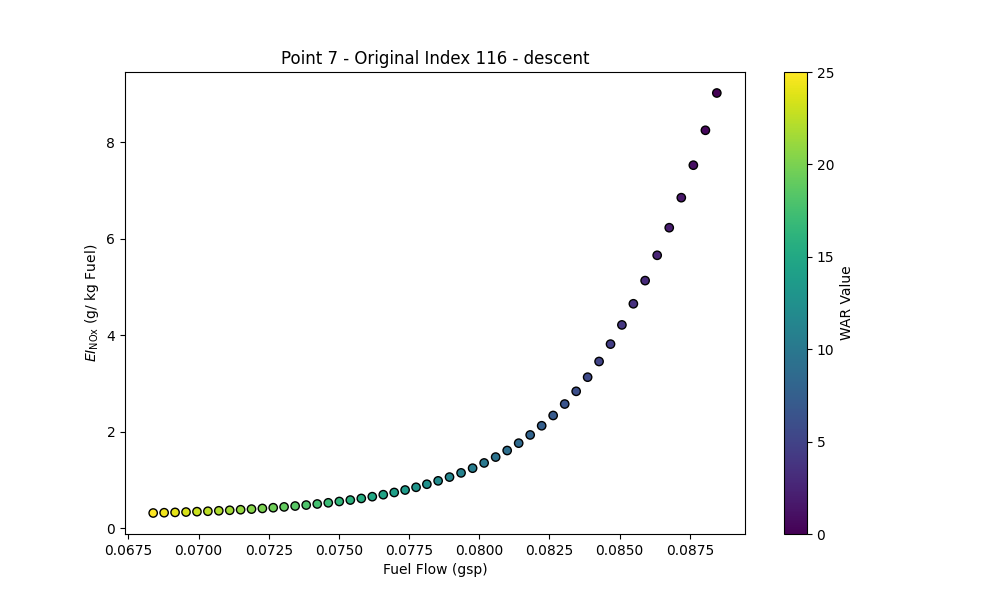 Point 7 - Original Index 116 - descent
8
6
4
2
0
EI_NOx (g/ kg Fuel)
0.0675 0.0700 0.0725 0.0750 0.0775 0.0800 0.0825 0.0850 0.0875
Fuel Flow (gsp)
25
20
15
10
5
0
WAR Value